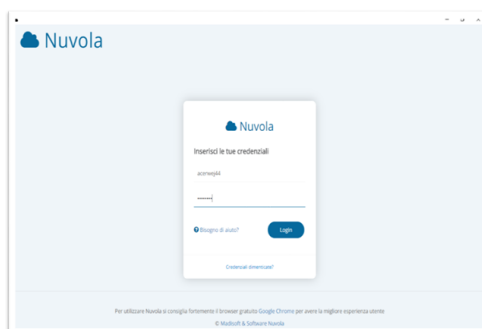 Nuvola
Nuvola
Inserisci le tue credenziali
acenwej44
Bisogno di aiuto?
Login
Credenziali dimenticate?
Per utilizzare Nuvola si consiglia fortemente il browser gratuito Google Chrome per avere la migliore esperienza utente
© Madisoft & Software Nuvola